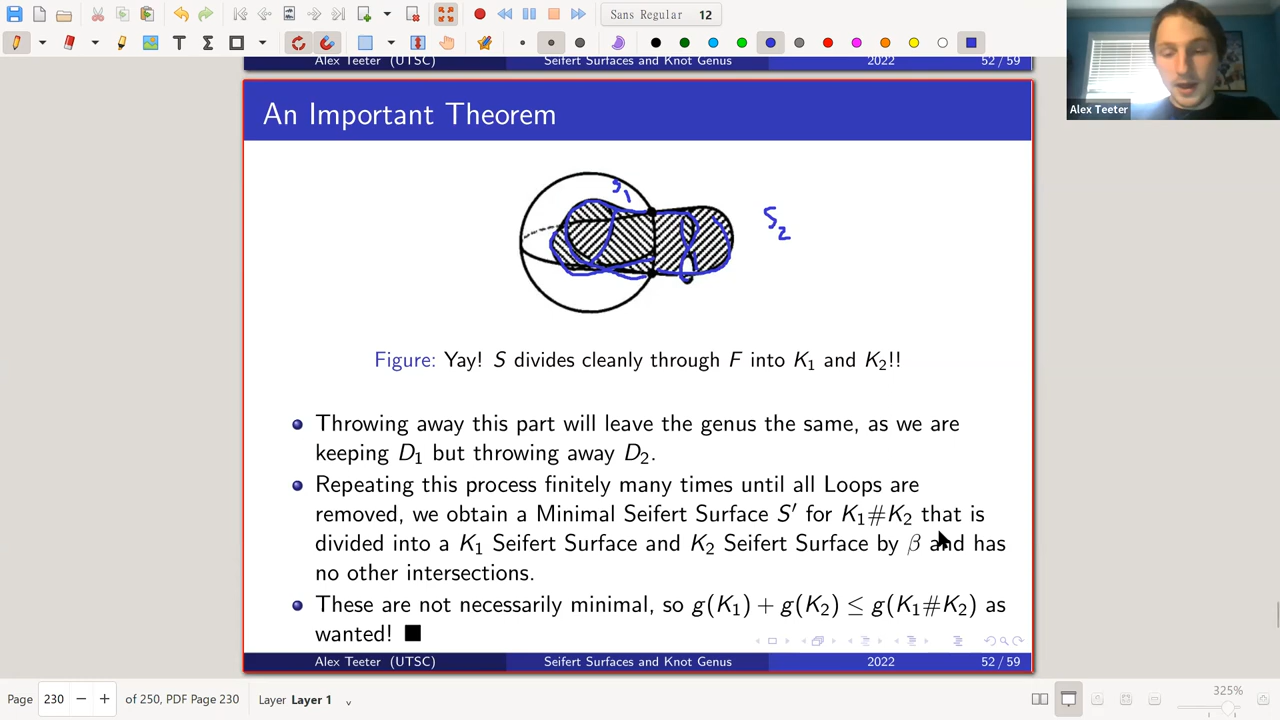 Sans Regular 12
Alex Teeter (UTSC) Seifert Surfaces and Knot Genus 2022 52 / 59
Alex Teeter
An Important Theorem
S₁
S₂
Figure: Yay! S divides cleanly through F into K₁ and K₂!!
Throwing away this part will leave the genus the same, as we are
keeping D₁ but throwing away D₂.
Repeating this process finitely many times until all Loops are
removed, we obtain a Minimal Seifert Surface S′ for K₁#K₂ that is
divided into a K₁ Seifert Surface and K₂ Seifert Surface by β and has
no other intersections.
These are not necessarily minimal, so g(K₁) + g(K₂) ≤ g(K₁#K₂) as
wanted! ■
Alex Teeter (UTSC) Seifert Surfaces and Knot Genus 2022 52 / 59
Page 230 of 250, PDF Page 230 Layer Layer 1 325%